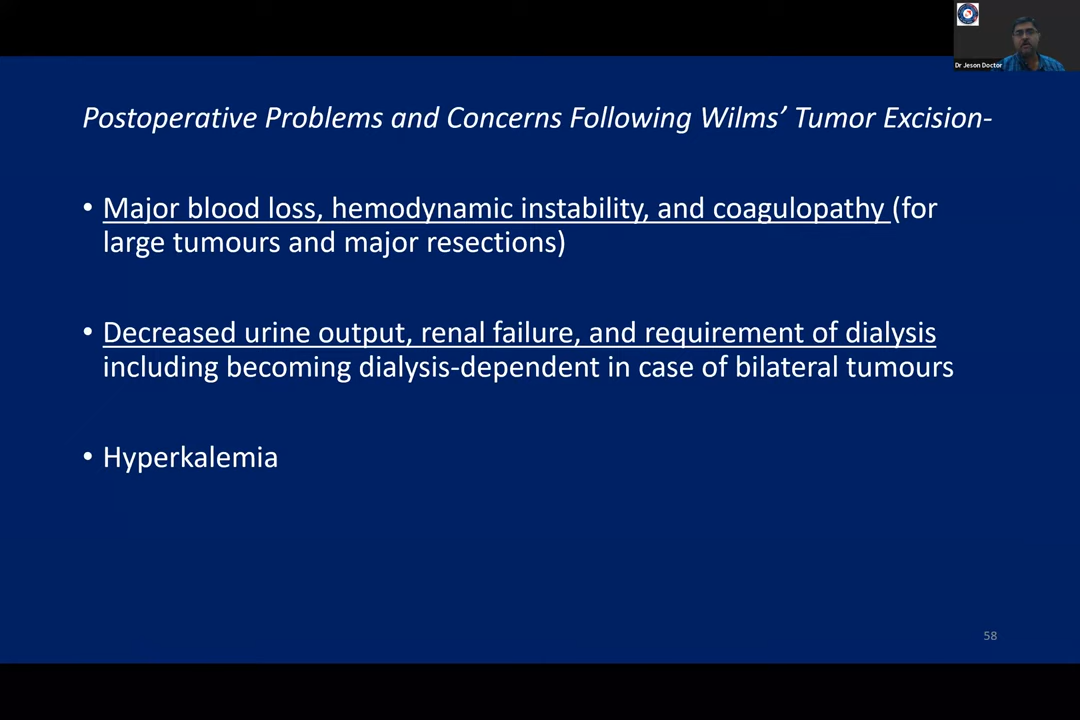 Dr Jeson Doctor
Postoperative Problems and Concerns Following Wilms’ Tumor Excision-
• Major blood loss, hemodynamic instability, and coagulopathy (for
large tumours and major resections)
• Decreased urine output, renal failure, and requirement of dialysis
including becoming dialysis-dependent in case of bilateral tumours
• Hyperkalemia
58